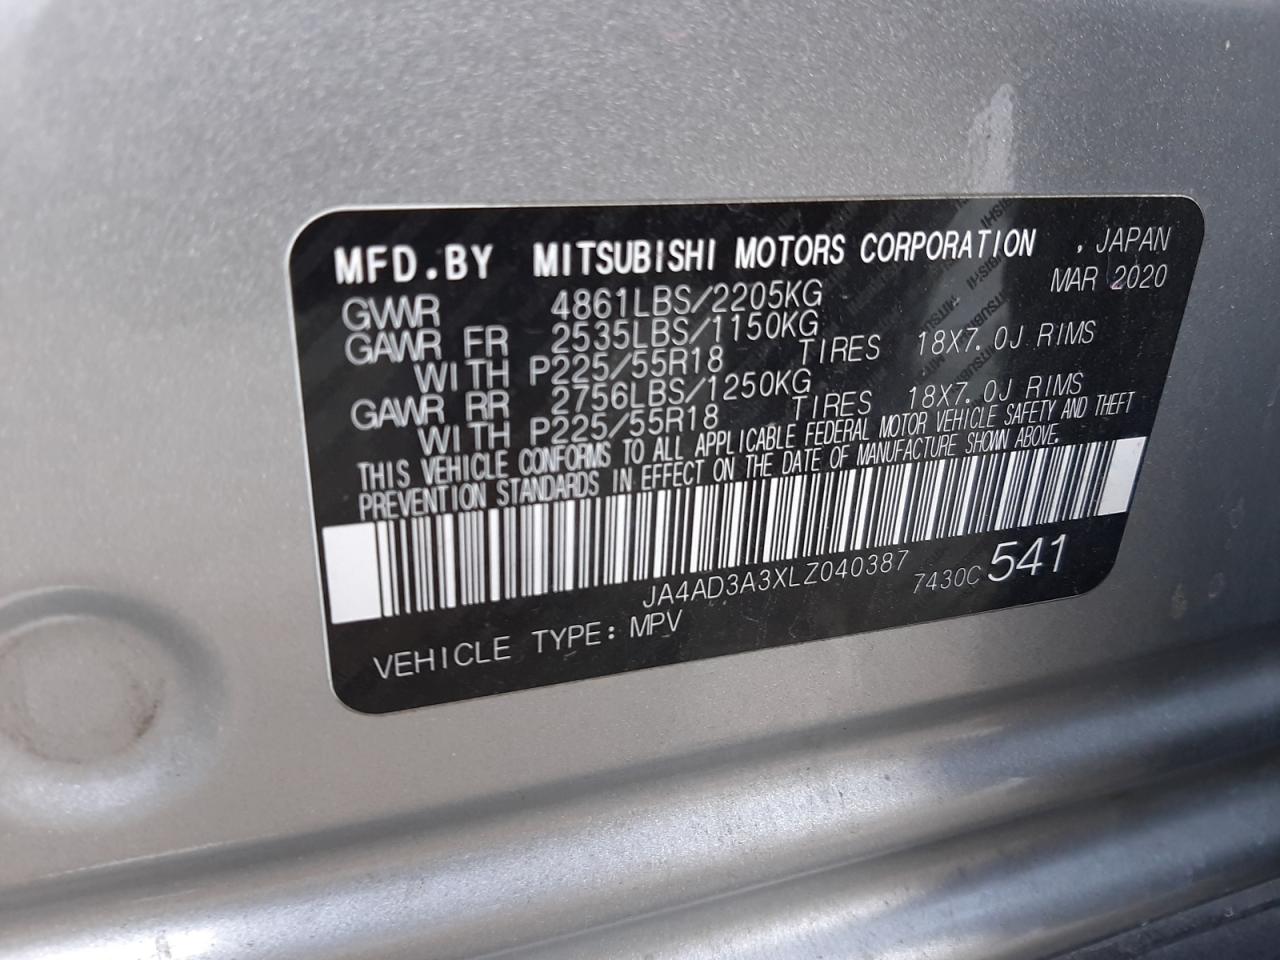 MFD.BY MITSUBISHI MOTORS CORPORATION , JAPAN
MAR 2020
GVWR 4861LBS/2205KG
GAWR FR 2535LBS/1150KG
WITH P225/55R18 TIRES 18X7.0J RIMS
GAWR RR 2756LBS/1250KG
WITH P225/55R18 TIRES 18X7.0J RIMS
THIS VEHICLE CONFORMS TO ALL APPLICABLE FEDERAL MOTOR VEHICLE SAFETY AND THEFT
PREVENTION STANDARDS IN EFFECT ON THE DATE OF MANUFACTURE SHOWN ABOVE.
JA4AD3A3XLZ040387
7430C 541
VEHICLE TYPE: MPV